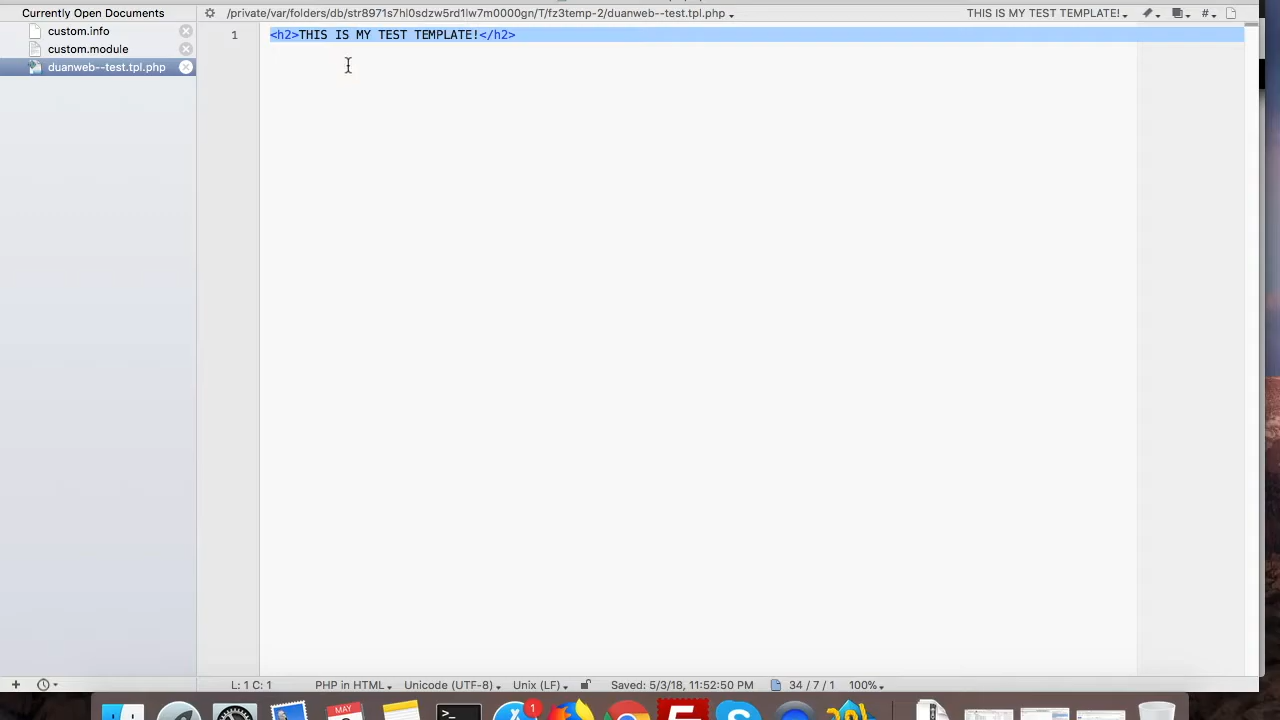 Currently Open Documents
/private/var/folders/db/str8971s7hl0sdzw5rd1lw7m0000gn/T/fz3temp-2/duanweb--test.tpl.php
THIS IS MY TEST TEMPLATE!
#
custom.info
custom.module
duanweb--test.tpl.php
1
<h2>THIS IS MY TEST TEMPLATE!</h2>
L: 1 C: 1
PHP in HTML
Unicode (UTF-8)
Unix (LF)
Saved: 5/3/18, 11:52:50 PM
34 / 7 / 1
100%
MAY
1